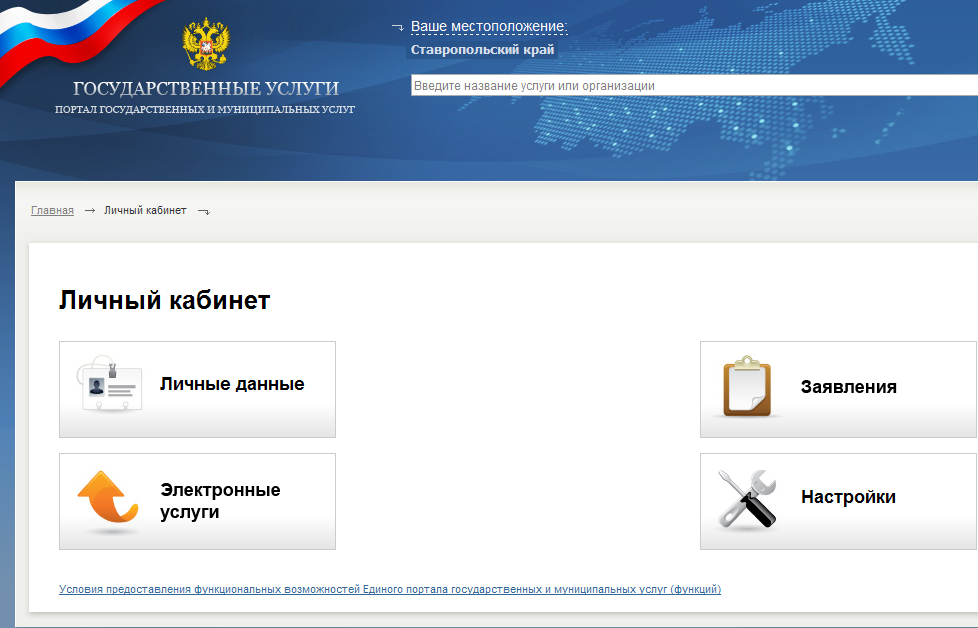 Ваше местоположение:
Ставропольский край
ГОСУДАРСТВЕННЫЕ УСЛУГИ
ПОРТАЛ ГОСУДАРСТВЕННЫХ И МУНИЦИПАЛЬНЫХ УСЛУГ
Введите название услуги или организации
Главная → Личный кабинет
Личный кабинет
Личные данные
Заявления
Электронные
услуги
Настройки
Условия предоставления функциональных возможностей Единого портала государственных и муниципальных услуг (функций)